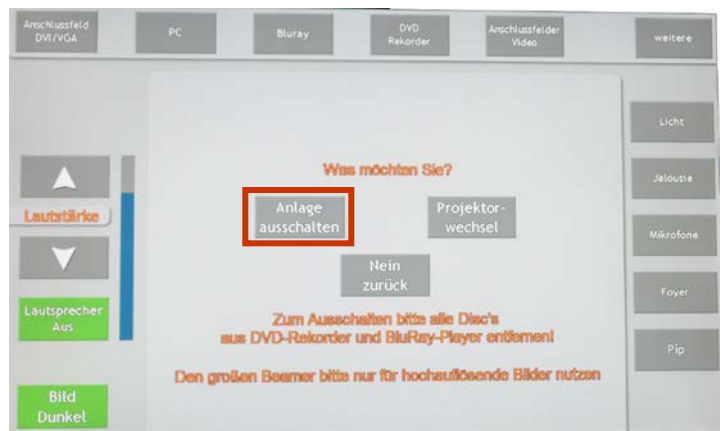 Anschlussfeld
DVI/VGA
PC
Bluray
DVD
Rekorder
Anschlussfelder
Video
weitere
Licht
Jalousie
Mikrofone
Foyer
Pip
Lautstärke
Lautsprecher
Aus
Bild
Dunkel
Was möchten Sie?
Anlage
ausschalten
Projektor-
wechsel
Nein
zurück
Zum Ausschalten bitte alle Disc's
aus DVD-Rekorder und BluRay-Player entfernen!
Den großen Beamer bitte nur für hochauflösende Bilder nutzen